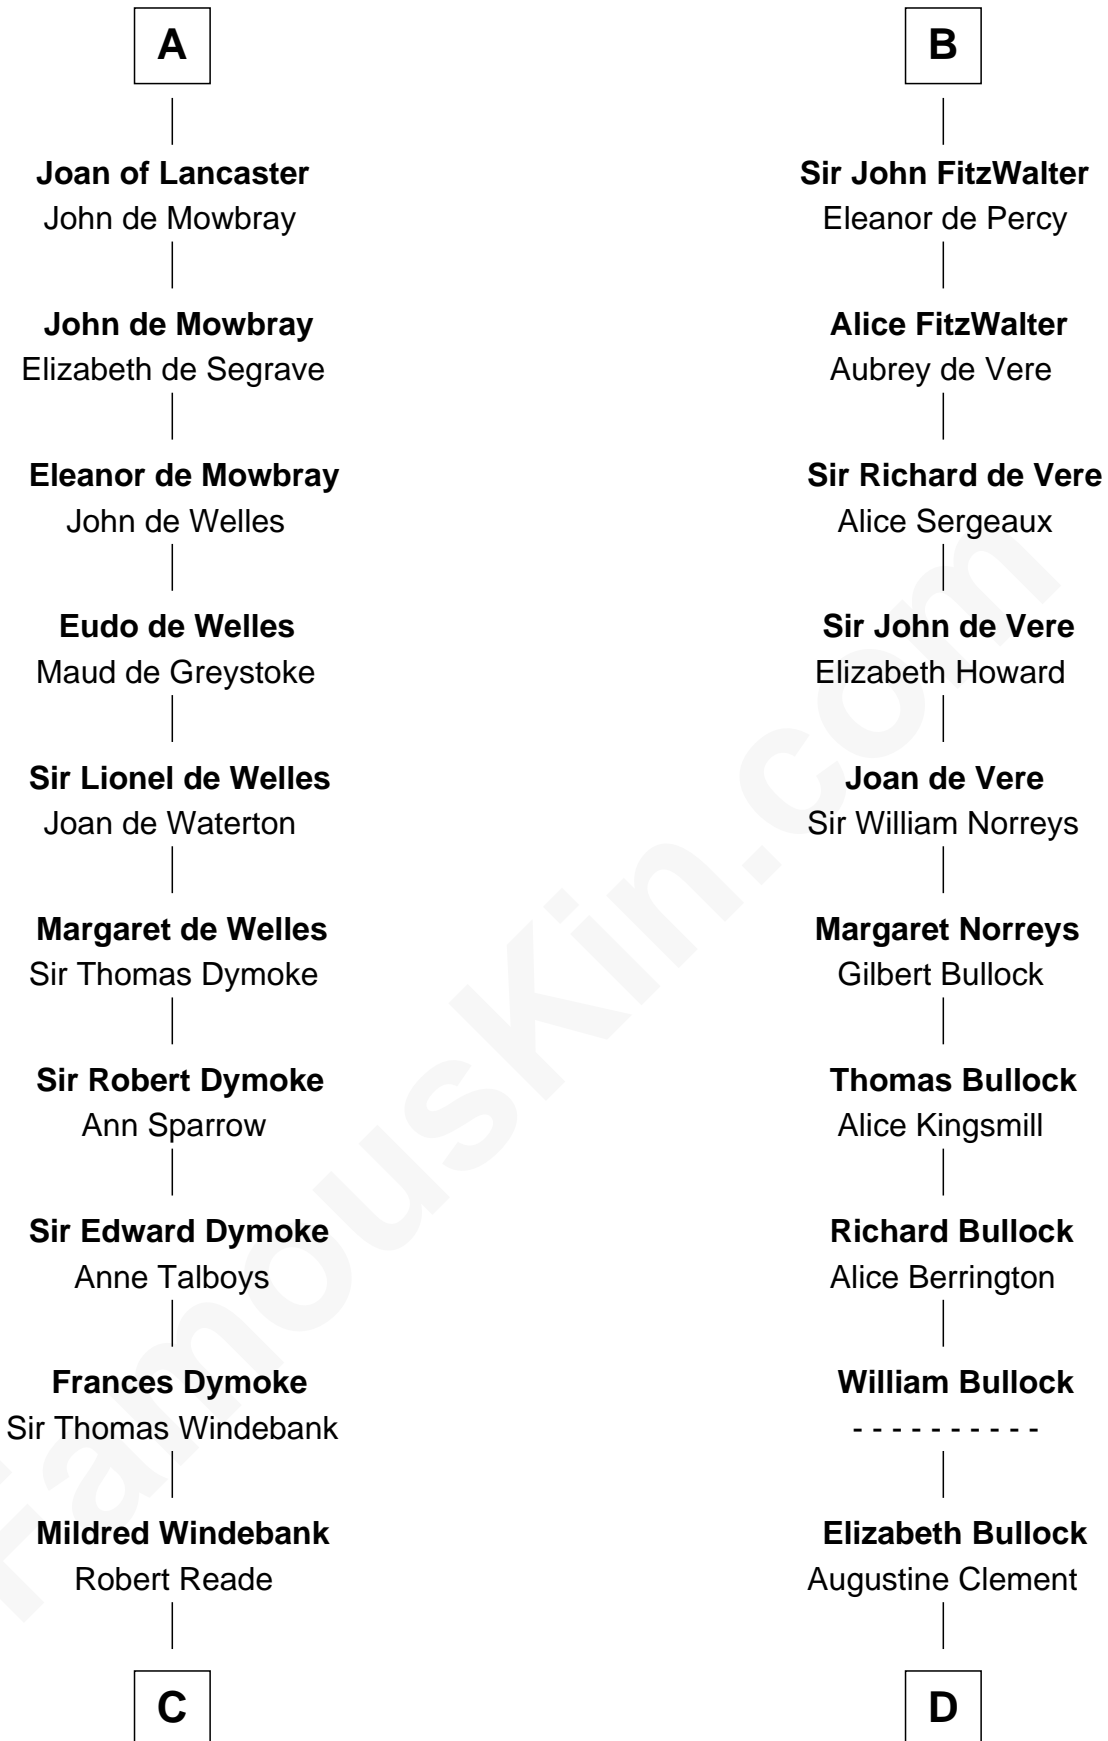 A
Joan of Lancaster
John de Mowbray
John de Mowbray
Elizabeth de Segrave
Eleanor de Mowbray
John de Welles
Eudo de Welles
Maud de Greystoke
Sir Lionel de Welles
Joan de Waterton
Margaret de Welles
Sir Thomas Dymoke
Sir Robert Dymoke
Ann Sparrow
Sir Edward Dymoke
Anne Talboys
Frances Dymoke
Sir Thomas Windebank
Mildred Windebank
Robert Reade
C
B
Sir John FitzWalter
Eleanor de Percy
Alice FitzWalter
Aubrey de Vere
Sir Richard de Vere
Alice Sergeaux
Sir John de Vere
Elizabeth Howard
Joan de Vere
Sir William Norreys
Margaret Norreys
Gilbert Bullock
Thomas Bullock
Alice Kingsmill
Richard Bullock
Alice Berrington
William Bullock
- - - - - - - - - -
Elizabeth Bullock
Augustine Clement
D
FamousKin.com